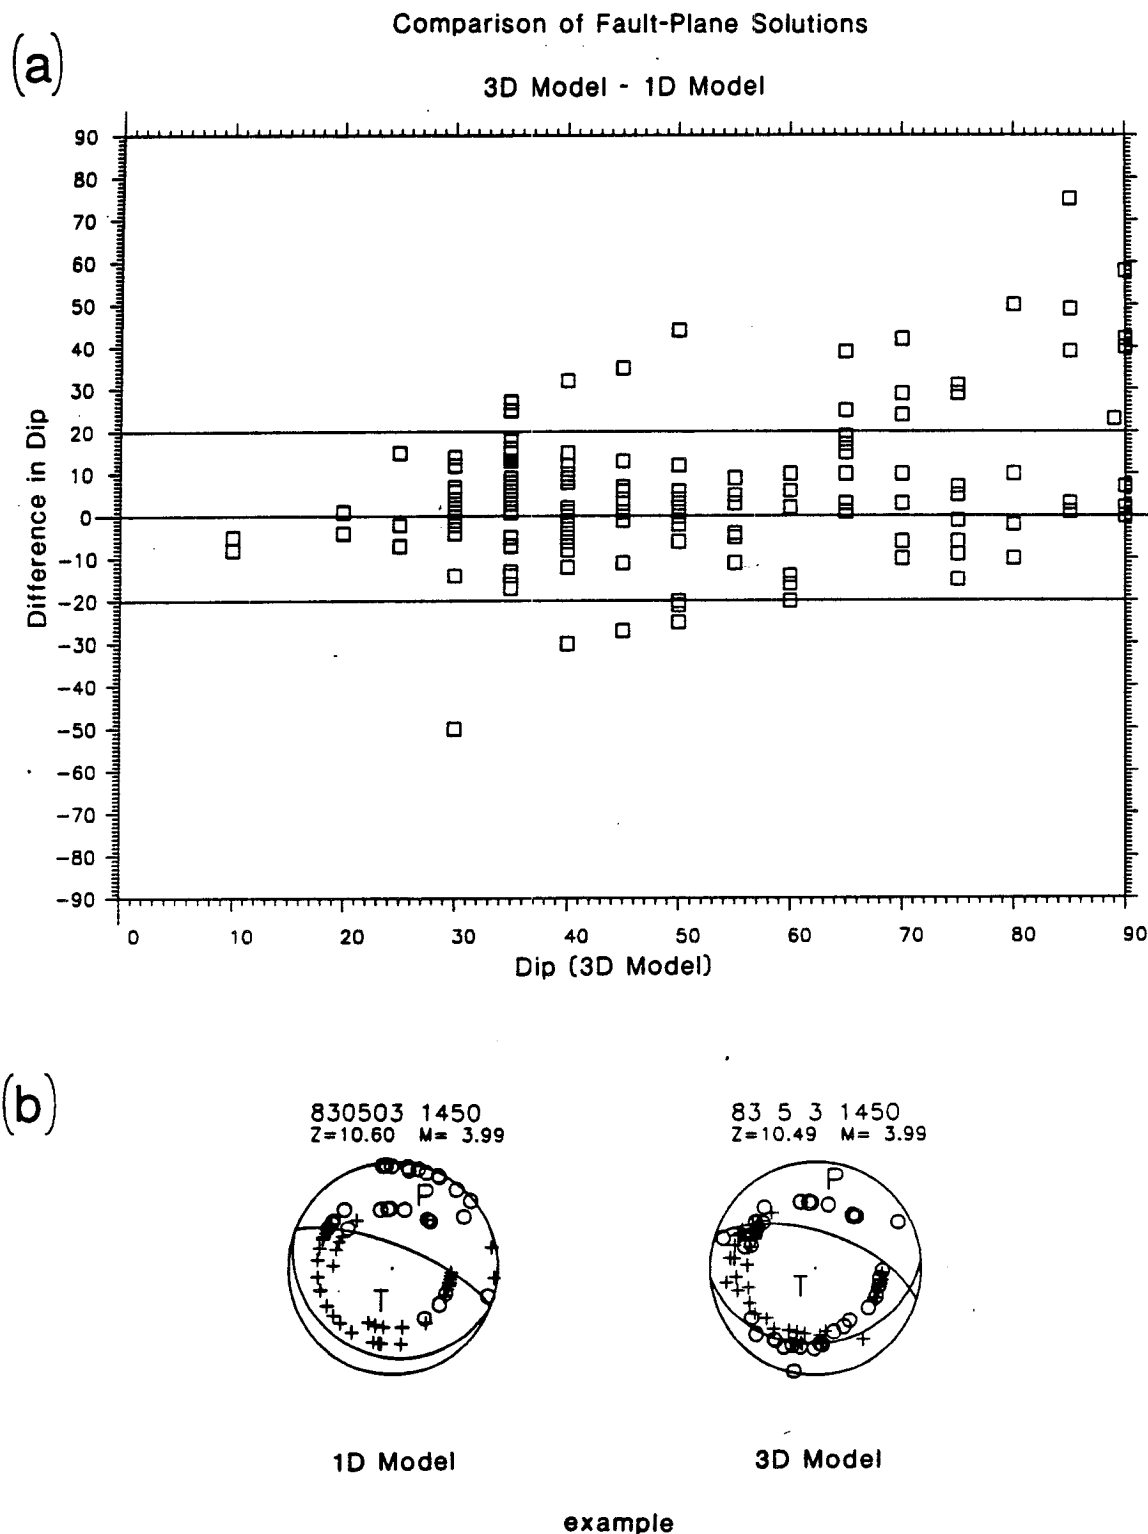 Comparison of Fault-Plane Solutions
(a)
3D Model - 1D Model
90
80
70
60
50
40
30
20
10
0
-10
-20
-30
-40
-50
-60
-70
-80
-90
Difference in Dip
0 10 20 30 40 50 60 70 80 90
Dip (3D Model)
(b)
830503 1450
Z=10.60 M= 3.99
P
T
1D Model
83 5 3 1450
Z=10.49 M= 3.99
P
T
3D Model
example